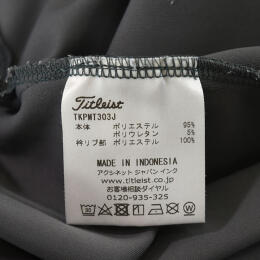 Titleist
TKPMT303J
本体 ポリエステル 95%
ポリウレタン 5%
衿リブ部 ポリエステル 100%
MADE IN INDONESIA
アクシネット ジャパン インク
www.titleist.co.jp
お客様相談ダイヤル
0120-935-325